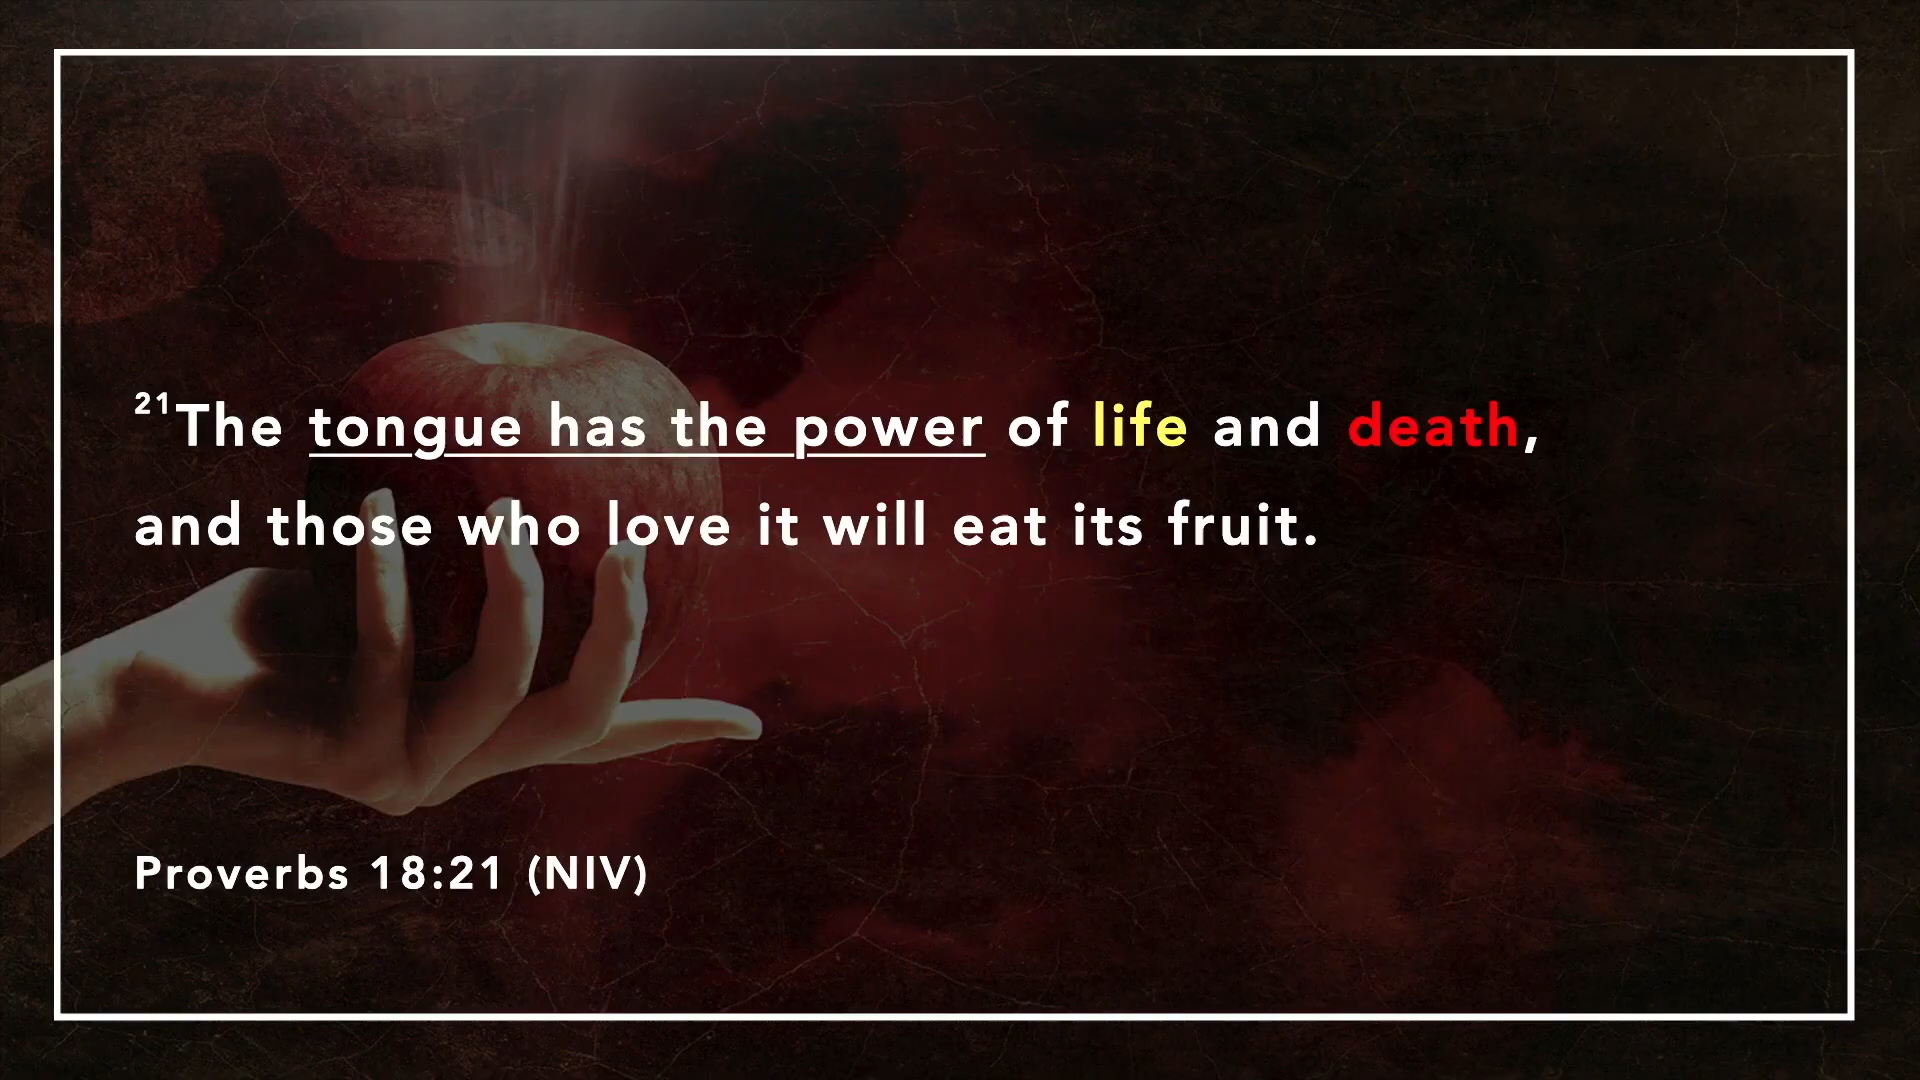 21The tongue has the power of life and death,
and those who love it will eat its fruit.
Proverbs 18:21 (NIV)